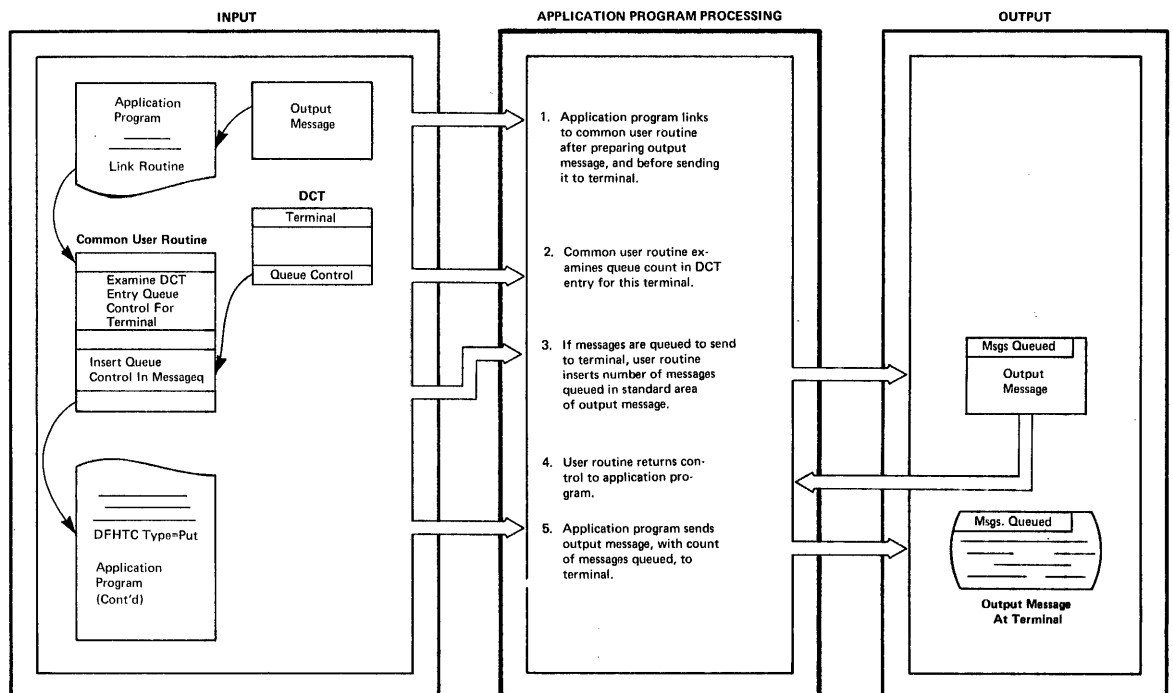 INPUT
Application
Program
Link Routine
Output
Message
DCT
Terminal
Queue Control
Common User Routine
Examine DCT
Entry Queue
Control For
Terminal
Insert Queue
Control In Messageq
DFHTC Type=Put
Application
Program
(Cont'd)
APPLICATION PROGRAM PROCESSING
1. Application program links
to common user routine
after preparing output
message, and before sending
it to terminal.
2. Common user routine ex-
amines queue count in DCT
entry for this terminal.
3. If messages are queued to send
to terminal, user routine
inserts number of messages
queued in standard area
of output message.
4. User routine returns con-
trol to application pro-
gram.
5. Application program sends
output message, with count
of messages queued, to
terminal.
OUTPUT
Msgs Queued
Output
Message
Msgs. Queued
Output Message
At Terminal